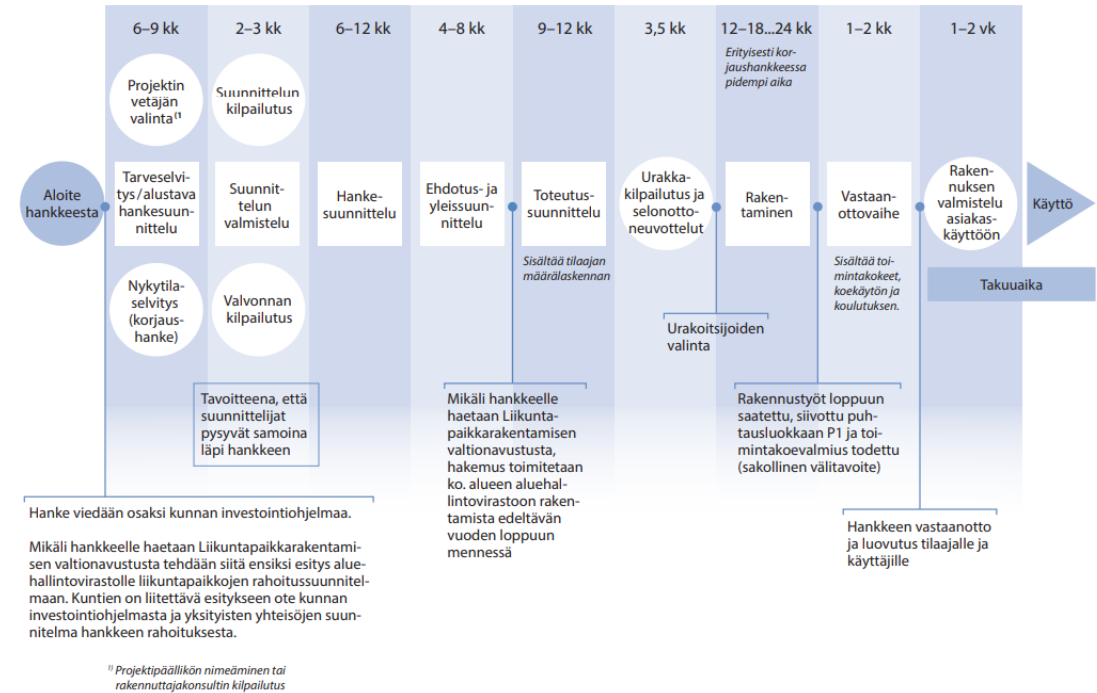 6–9 kk
2–3 kk
6–12 kk
4–8 kk
9–12 kk
3,5 kk
12–18...24 kk
1–2 kk
1–2 vk
Erityisesti kor-
jaushankkeessa
pidempi aika
Projektin
vetäjän
valinta⁽¹
Suunnittelun
kilpailutus
Aloite
hankkeesta
Tarveselvi-
tys/alustava
hankesuun-
nittelu
Suunnit-
telun
valmistelu
Hanke-
suunnittelu
Ehdotus- ja
yleissuun-
nittelu
Toteutus-
suunnittelu
Urakka-
kilpailutus ja
selonotto-
neuvottelut
Raken-
taminen
Vastaan-
ottovaihe
Raken-
nuksen
valmistelu
asiakas-
käyttöön
Käyttö
Sisältää tilaajan
määrälaskennan
Sisältää toi-
mintakokeet,
koekäytön ja
koulutuksen.
Takuuaika
Nykytila-
selvitys
(korjaus-
hanke)
Valvonnan
kilpailutus
Urakoitsijoiden
valinta
Tavoitteena, että
suunnittelijat
pysyvät samoina
läpi hankkeen
Mikäli hankkeelle
haetaan Liikunta-
paikkarakentamisen
valtionavustusta,
hakemus toimitetaan
ko. alueen aluehal-
lintovirastoon raken-
tamista edeltävän
vuoden loppuun
mennessä
Rakennustyöt loppuun
saatettu, siivottu puh-
tausluokkaan P1 ja toi-
mintakoevalmius todettu
(sakollinen välitavoite)
Hanke viedään osaksi kunnan investointiohjelmaa.
Mikäli hankkeelle haetaan Liikuntapaikkarakentami-
sen valtionavustusta tehdään siitä ensiksi esitys alue-
hallintovirastolle liikuntapaikkojen rahoitussuunnitel-
maan. Kuntien on liitettävä esitykseen ote kunnan
investointiohjelmasta ja yksityisten yhteisöjen suun-
nitelma hankkeen rahoituksesta.
Hankkeen vastaanotto
ja luovutus tilaajalle ja
käyttäjille
¹⁾ Projektipäällikön nimeäminen tai
rakennuttajakonsultin kilpailutus